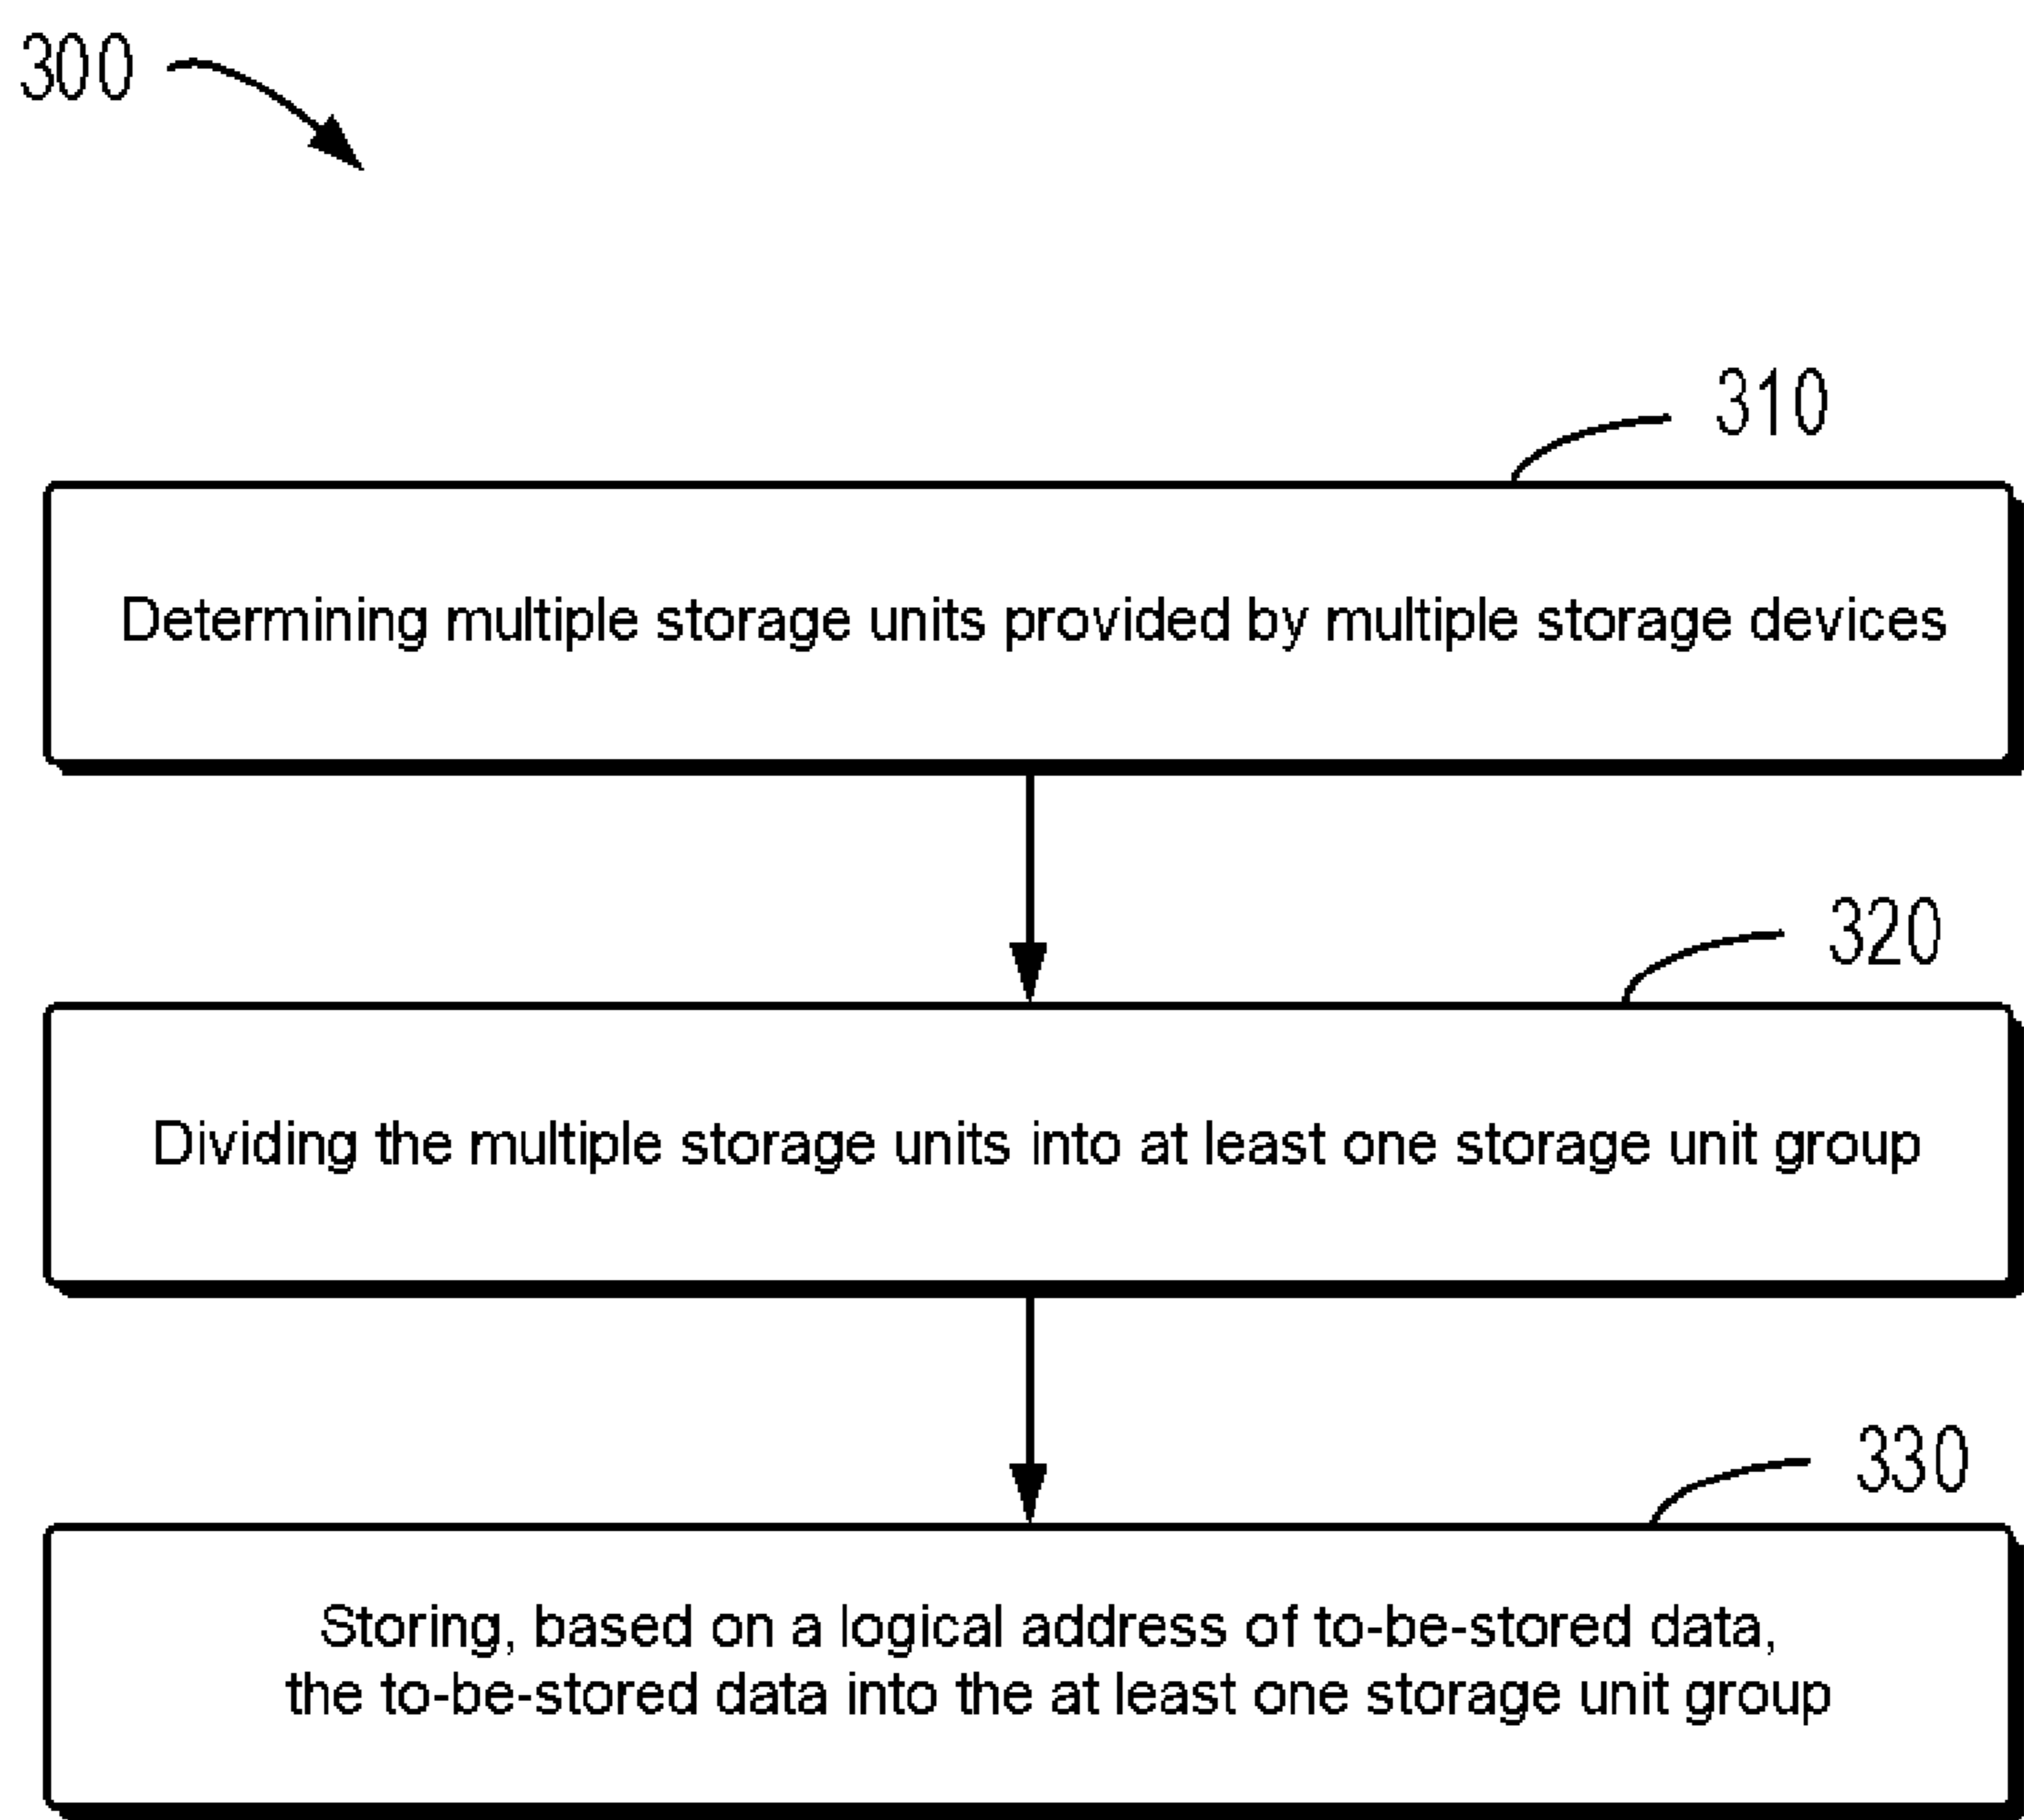 300
310
Determining multiple storage units provided by multiple storage devices
320
Dividing the multiple storage units into at least one storage unit group
330
Storing, based on a logical address of to-be-stored data,
the to-be-stored data into the at least one storage unit group